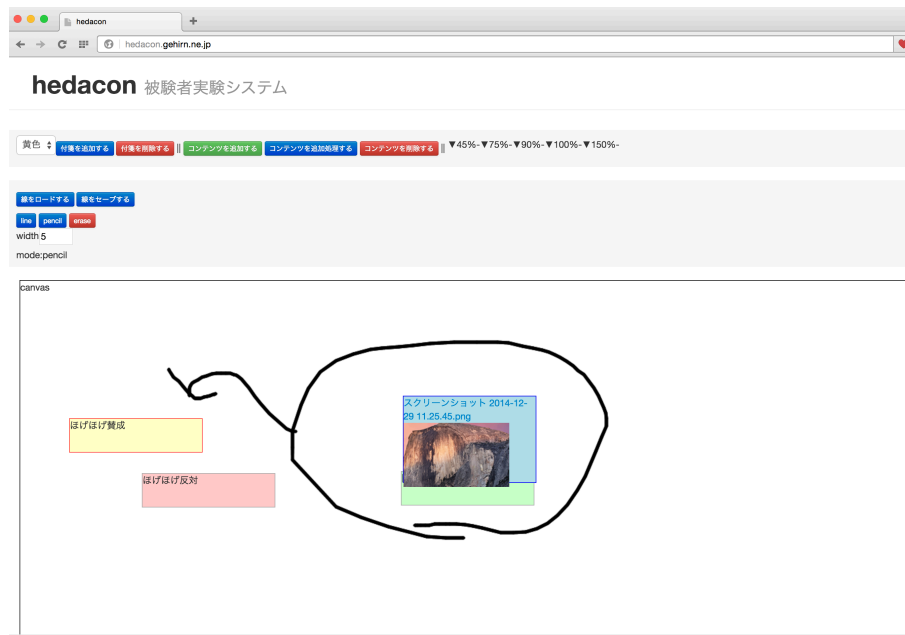 hedacon
hedacon.gehirn.ne.jp
hedacon 被験者実験システム
黄色 付箋を追加する 付箋を削除する || コンテンツを追加する コンテンツを追加処理する コンテンツを削除する || ▼45%-▼75%-▼90%-▼100%-▼150%-
線をロードする 線をセーブする
line pencil erase
width 5
mode:pencil
canvas
スクリーンショット 2014-12-
29 11.25.45.png
ほげほげ賛成
ほげほげ反対